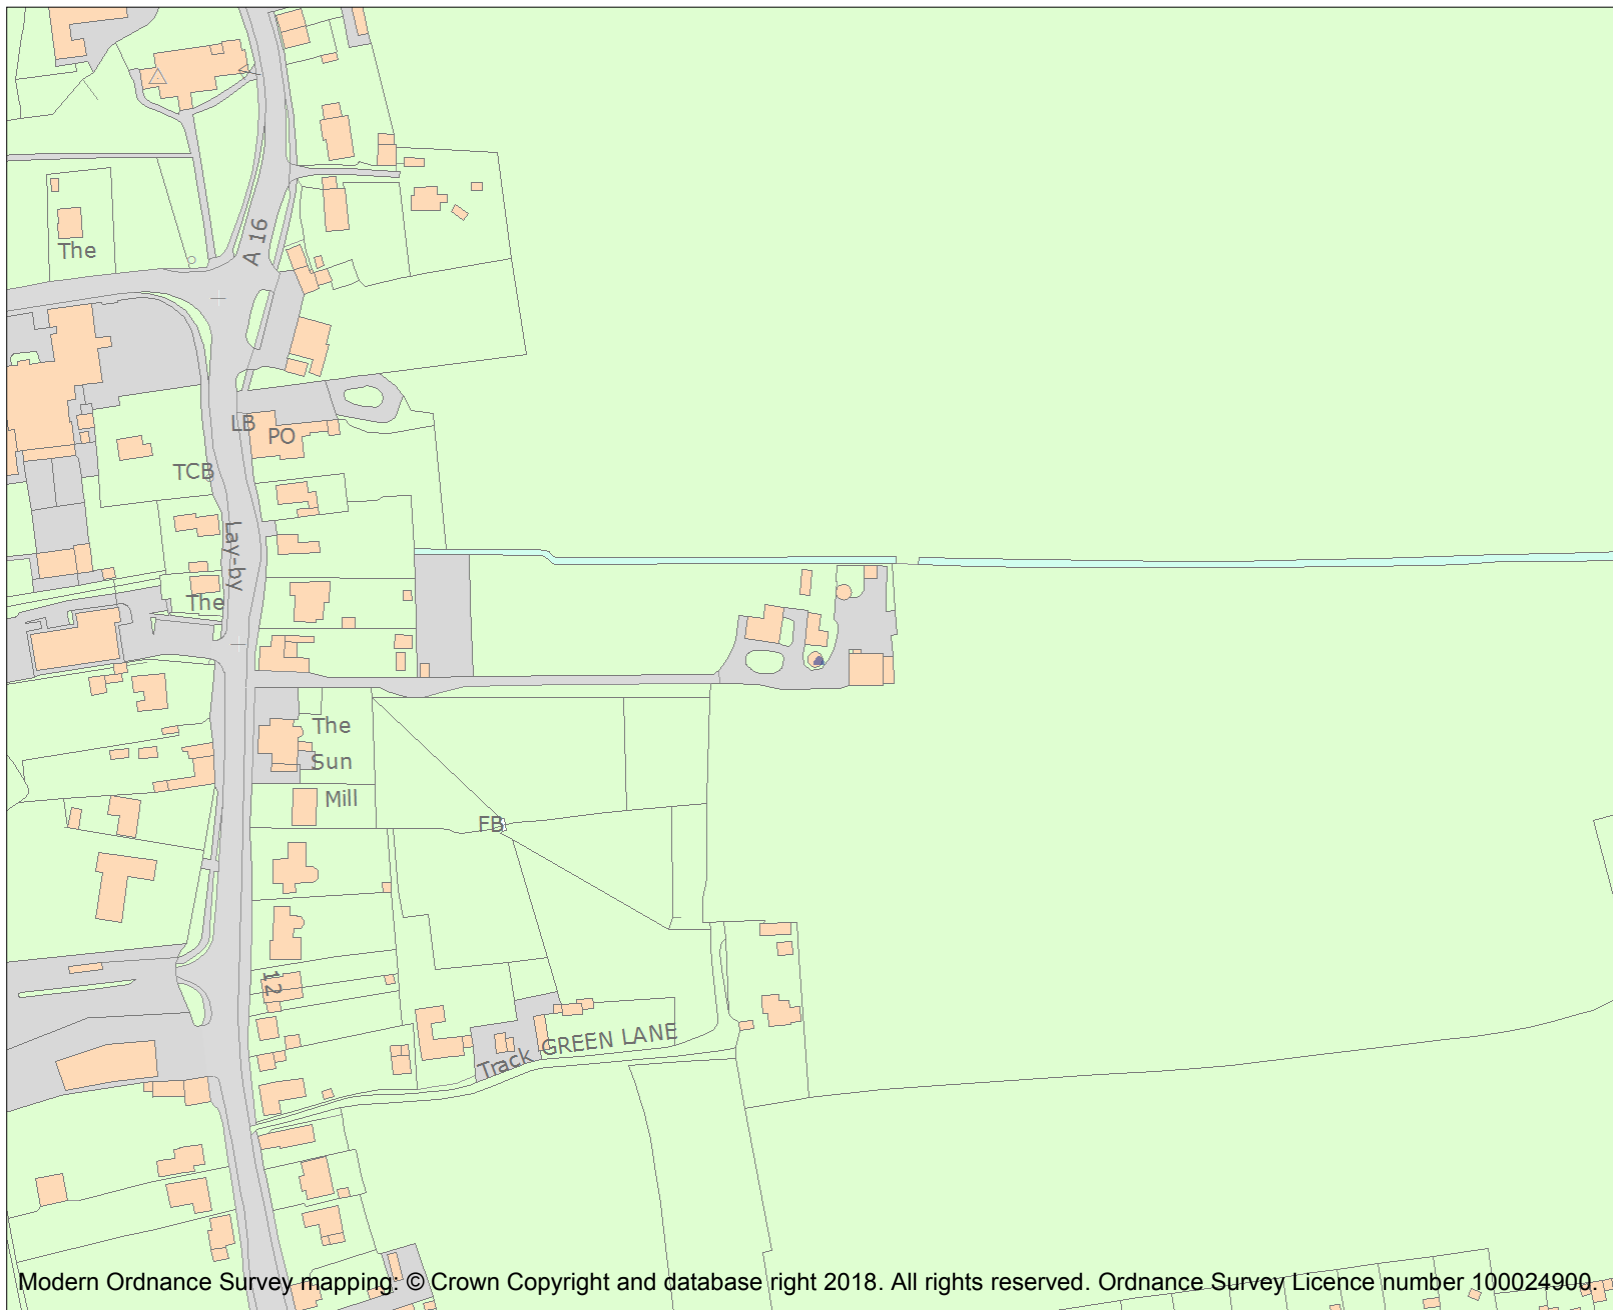 The
A 16
LB
PO
TCB
Lay-by
The
The
Sun
Mill
FB
12
Track
GREEN LANE
Modern Ordnance Survey mapping: © Crown Copyright and database right 2018. All rights reserved. Ordnance Survey Licence number 100024900.